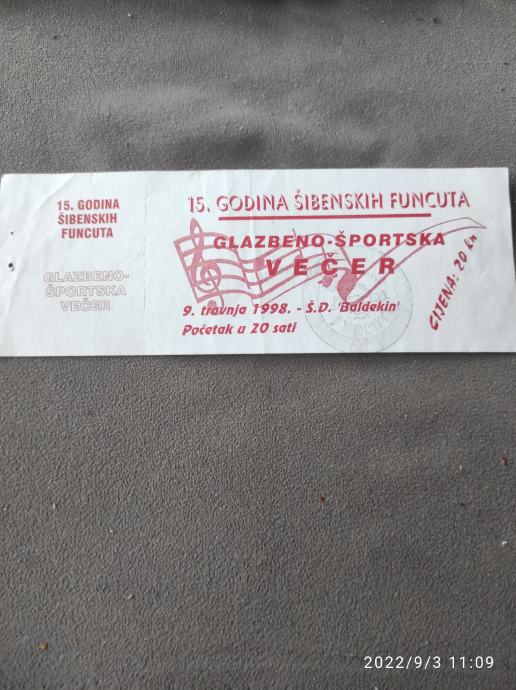 15. GODINA
ŠIBENSKIH
FUNCUTA
GLAZBENO-
ŠPORTSKA
VEČER
15. GODINA ŠIBENSKIH FUNCUTA
GLAZBENO-ŠPORTSKA
VEČER
9. travnja 1998. - Š.D. 'Baldekin'
Početak u 20 sati
CIJENA: 20 kn
2022/9/3 11:09